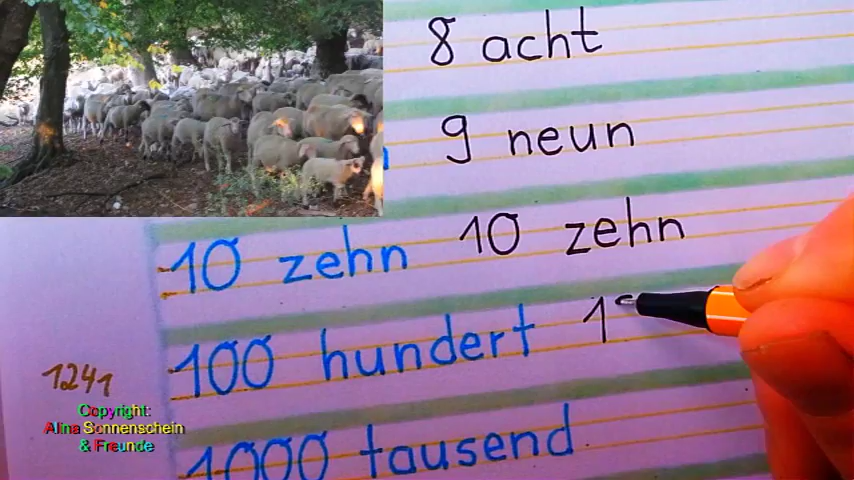 8 acht
9 neun
10 zehn 10 zehn
100 hundert 1
1000 tausend
1241
Copyright:
Alina Sonnenschein
& Freunde